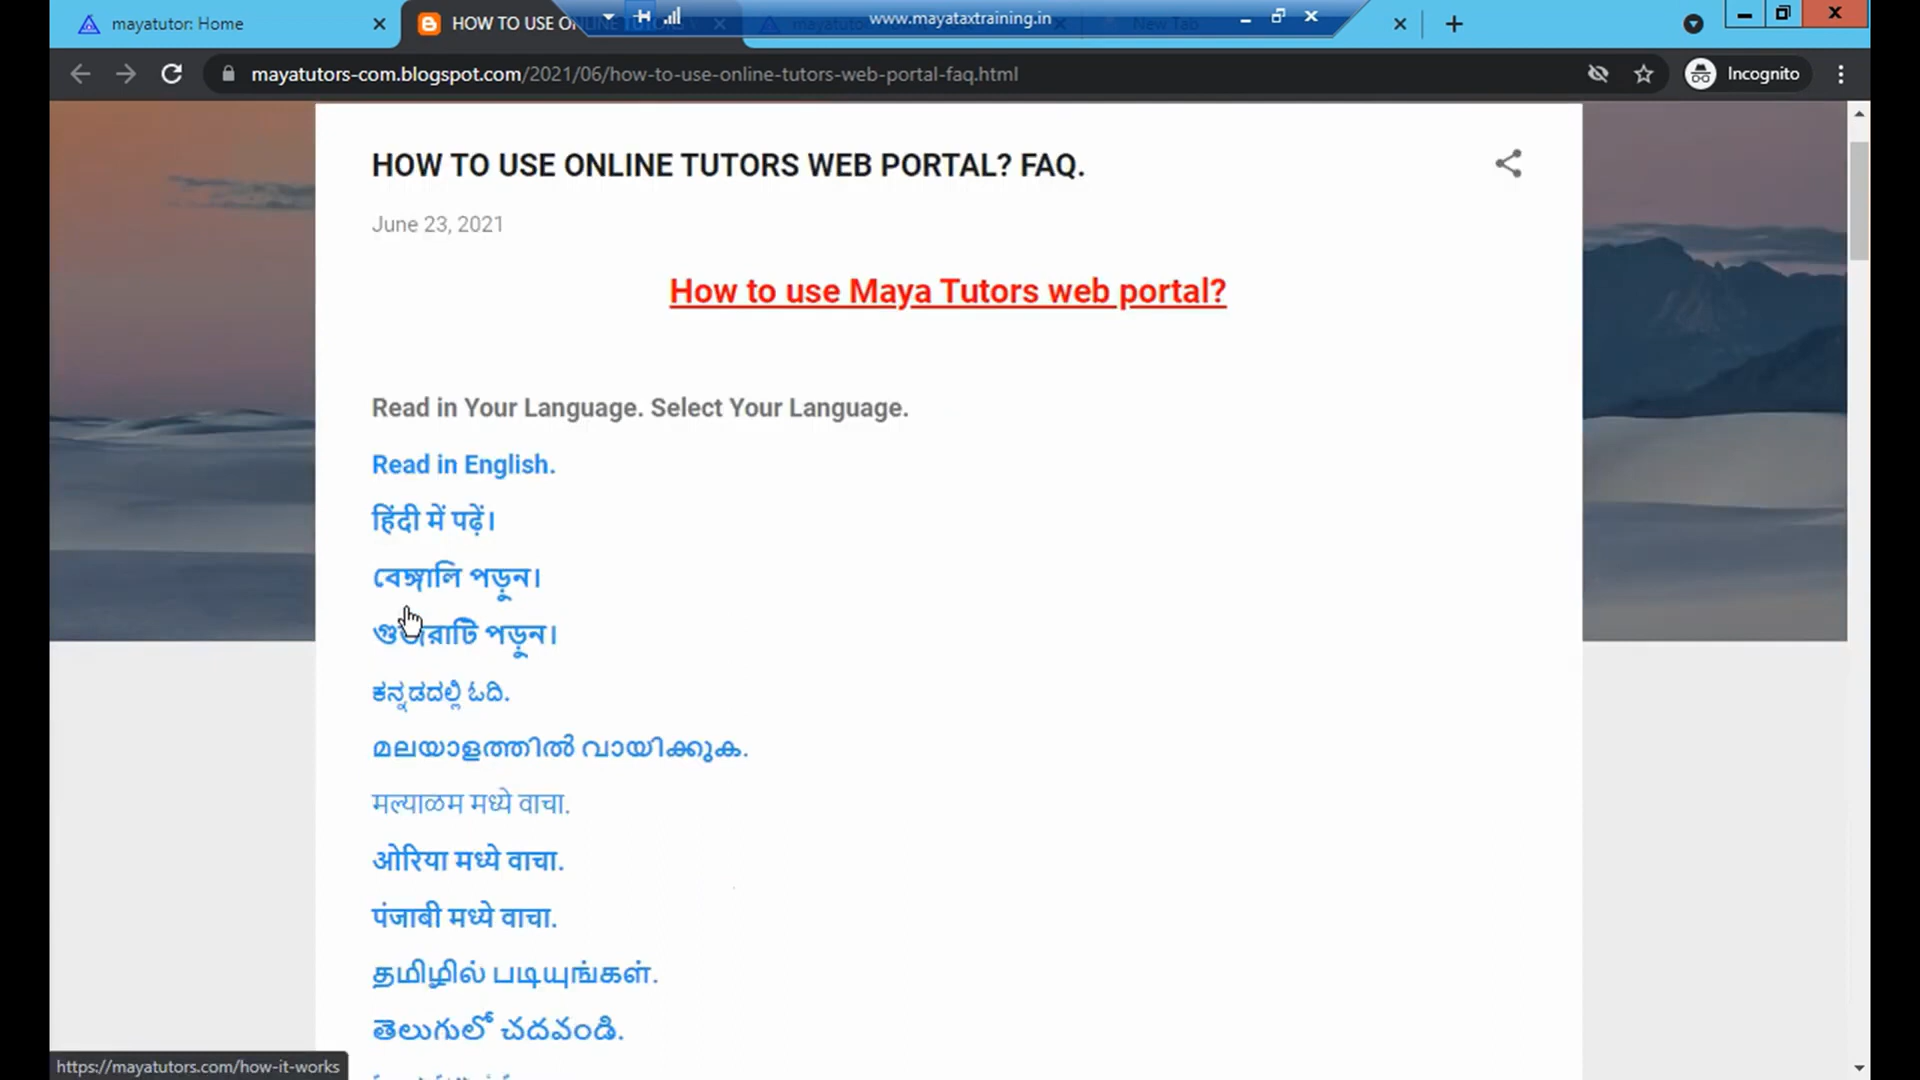 mayatutor: Home
HOW TO USE ON
www.mayataxtraining.in
New Tab
mayatutors-com.blogspot.com/2021/06/how-to-use-online-tutors-web-portal-faq.html
Incognito
HOW TO USE ONLINE TUTORS WEB PORTAL? FAQ.
June 23, 2021
How to use Maya Tutors web portal?
Read in Your Language. Select Your Language.
Read in English.
हिंदी में पढ़ें।
বেঙ্গালি পড়ুন।
গুজরাটি পড়ুন।
ಕನ್ನಡದಲ್ಲಿ ಓದಿ.
മലയാളത്തിൽ വായിക്കുക.
मल्याळम मध्ये वाचा.
ओरिया मध्ये वाचा.
पंजाबी मध्ये वाचा.
தமிழில் படியுங்கள்.
తెలుగులో చదవండి.
https://mayatutors.com/how-it-works